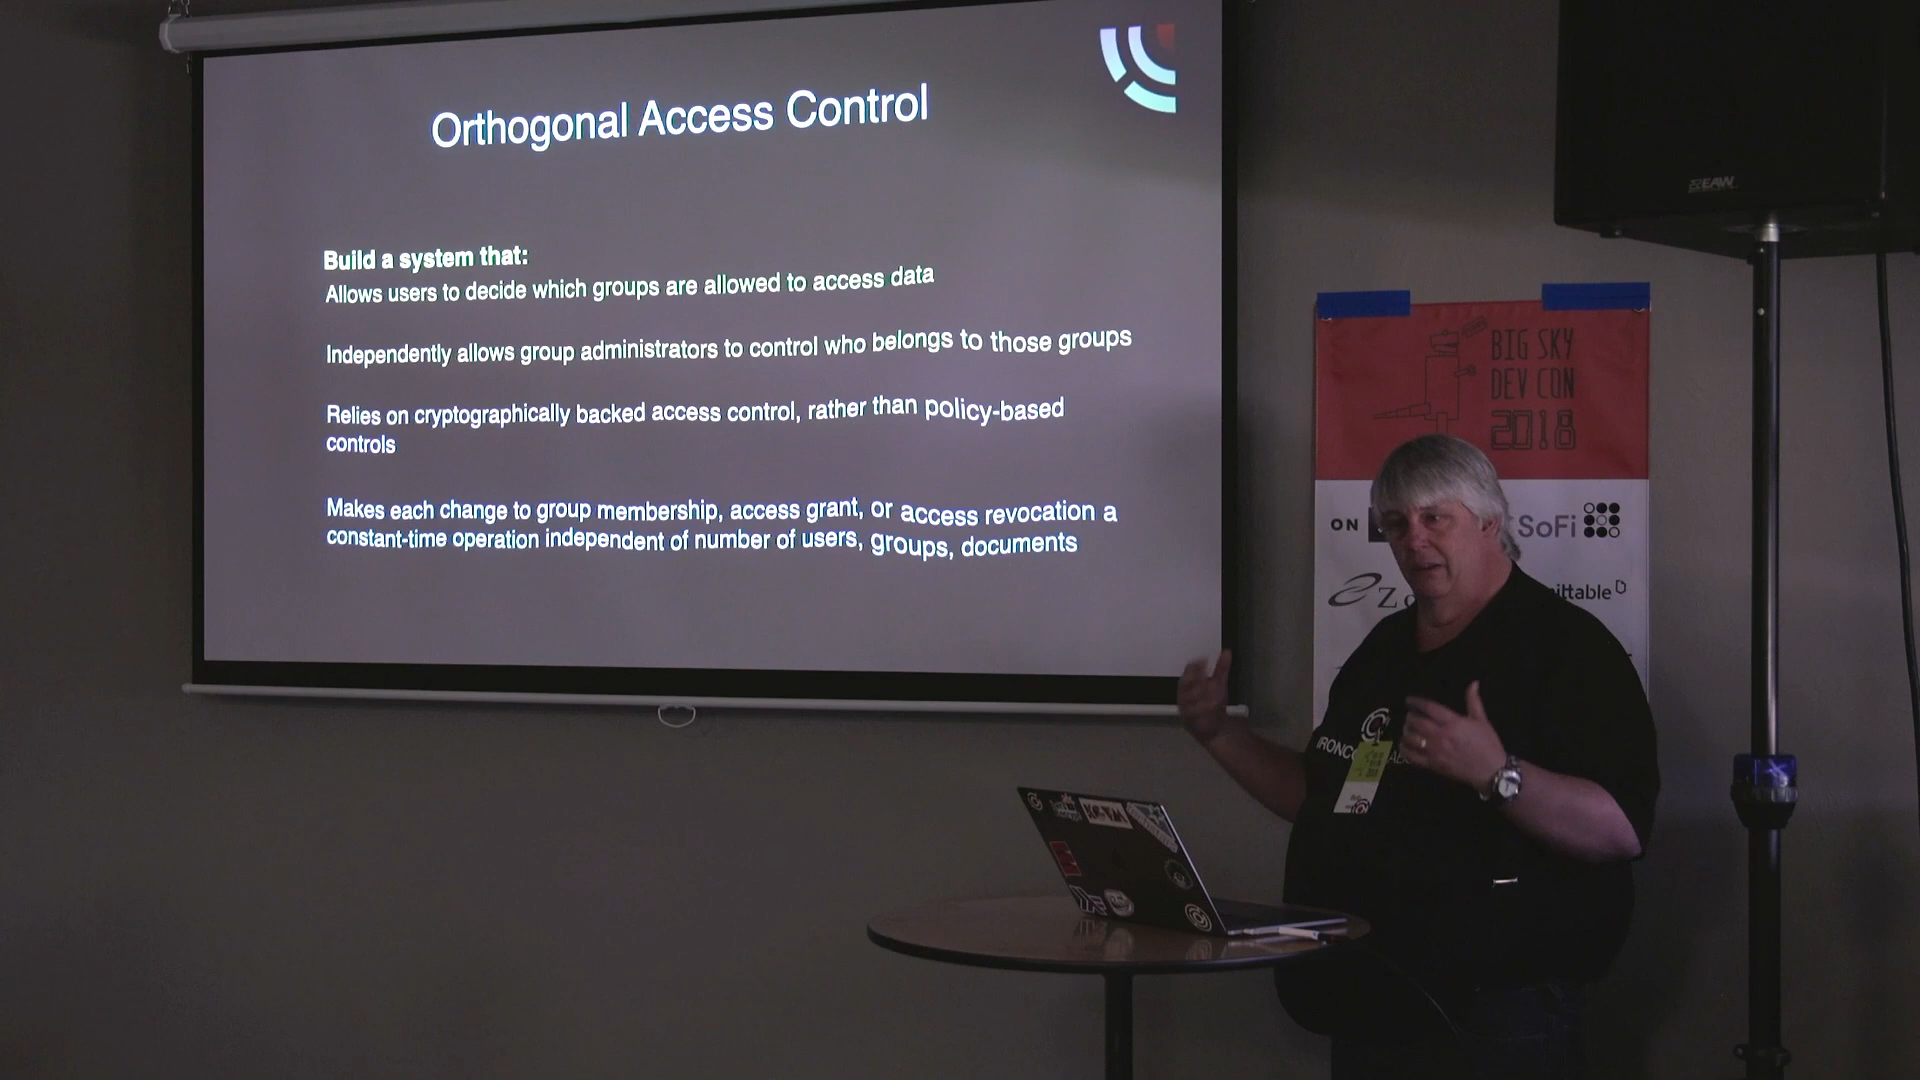 Orthogonal Access Control
Build a system that:
Allows users to decide which groups are allowed to access data
Independently allows group administrators to control who belongs to those groups
Relies on cryptographically backed access control, rather than policy-based
controls
Makes each change to group membership, access grant, or access revocation a
constant-time operation independent of number of users, groups, documents
EAW
BIG SKY
DEV CON
2018
ON
SoFi